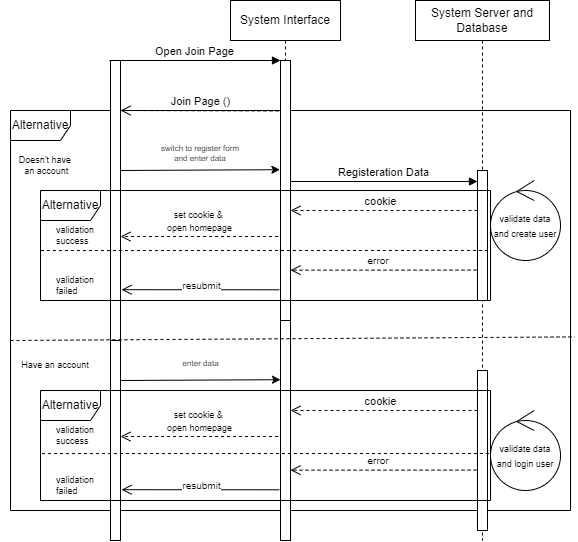 System Interface
System Server and
Database
Open Join Page
Join Page ()
Alternative
Doesn't have
an account
switch to register form
and enter data
Registeration Data
Alternative
cookie
set cookie &
open homepage
validation
success
validate data
and create user
error
validation
failed
resubmit
Have an account
enter data
Alternative
cookie
set cookie &
open homepage
validation
success
validate data
and login user
error
validation
failed
resubmit